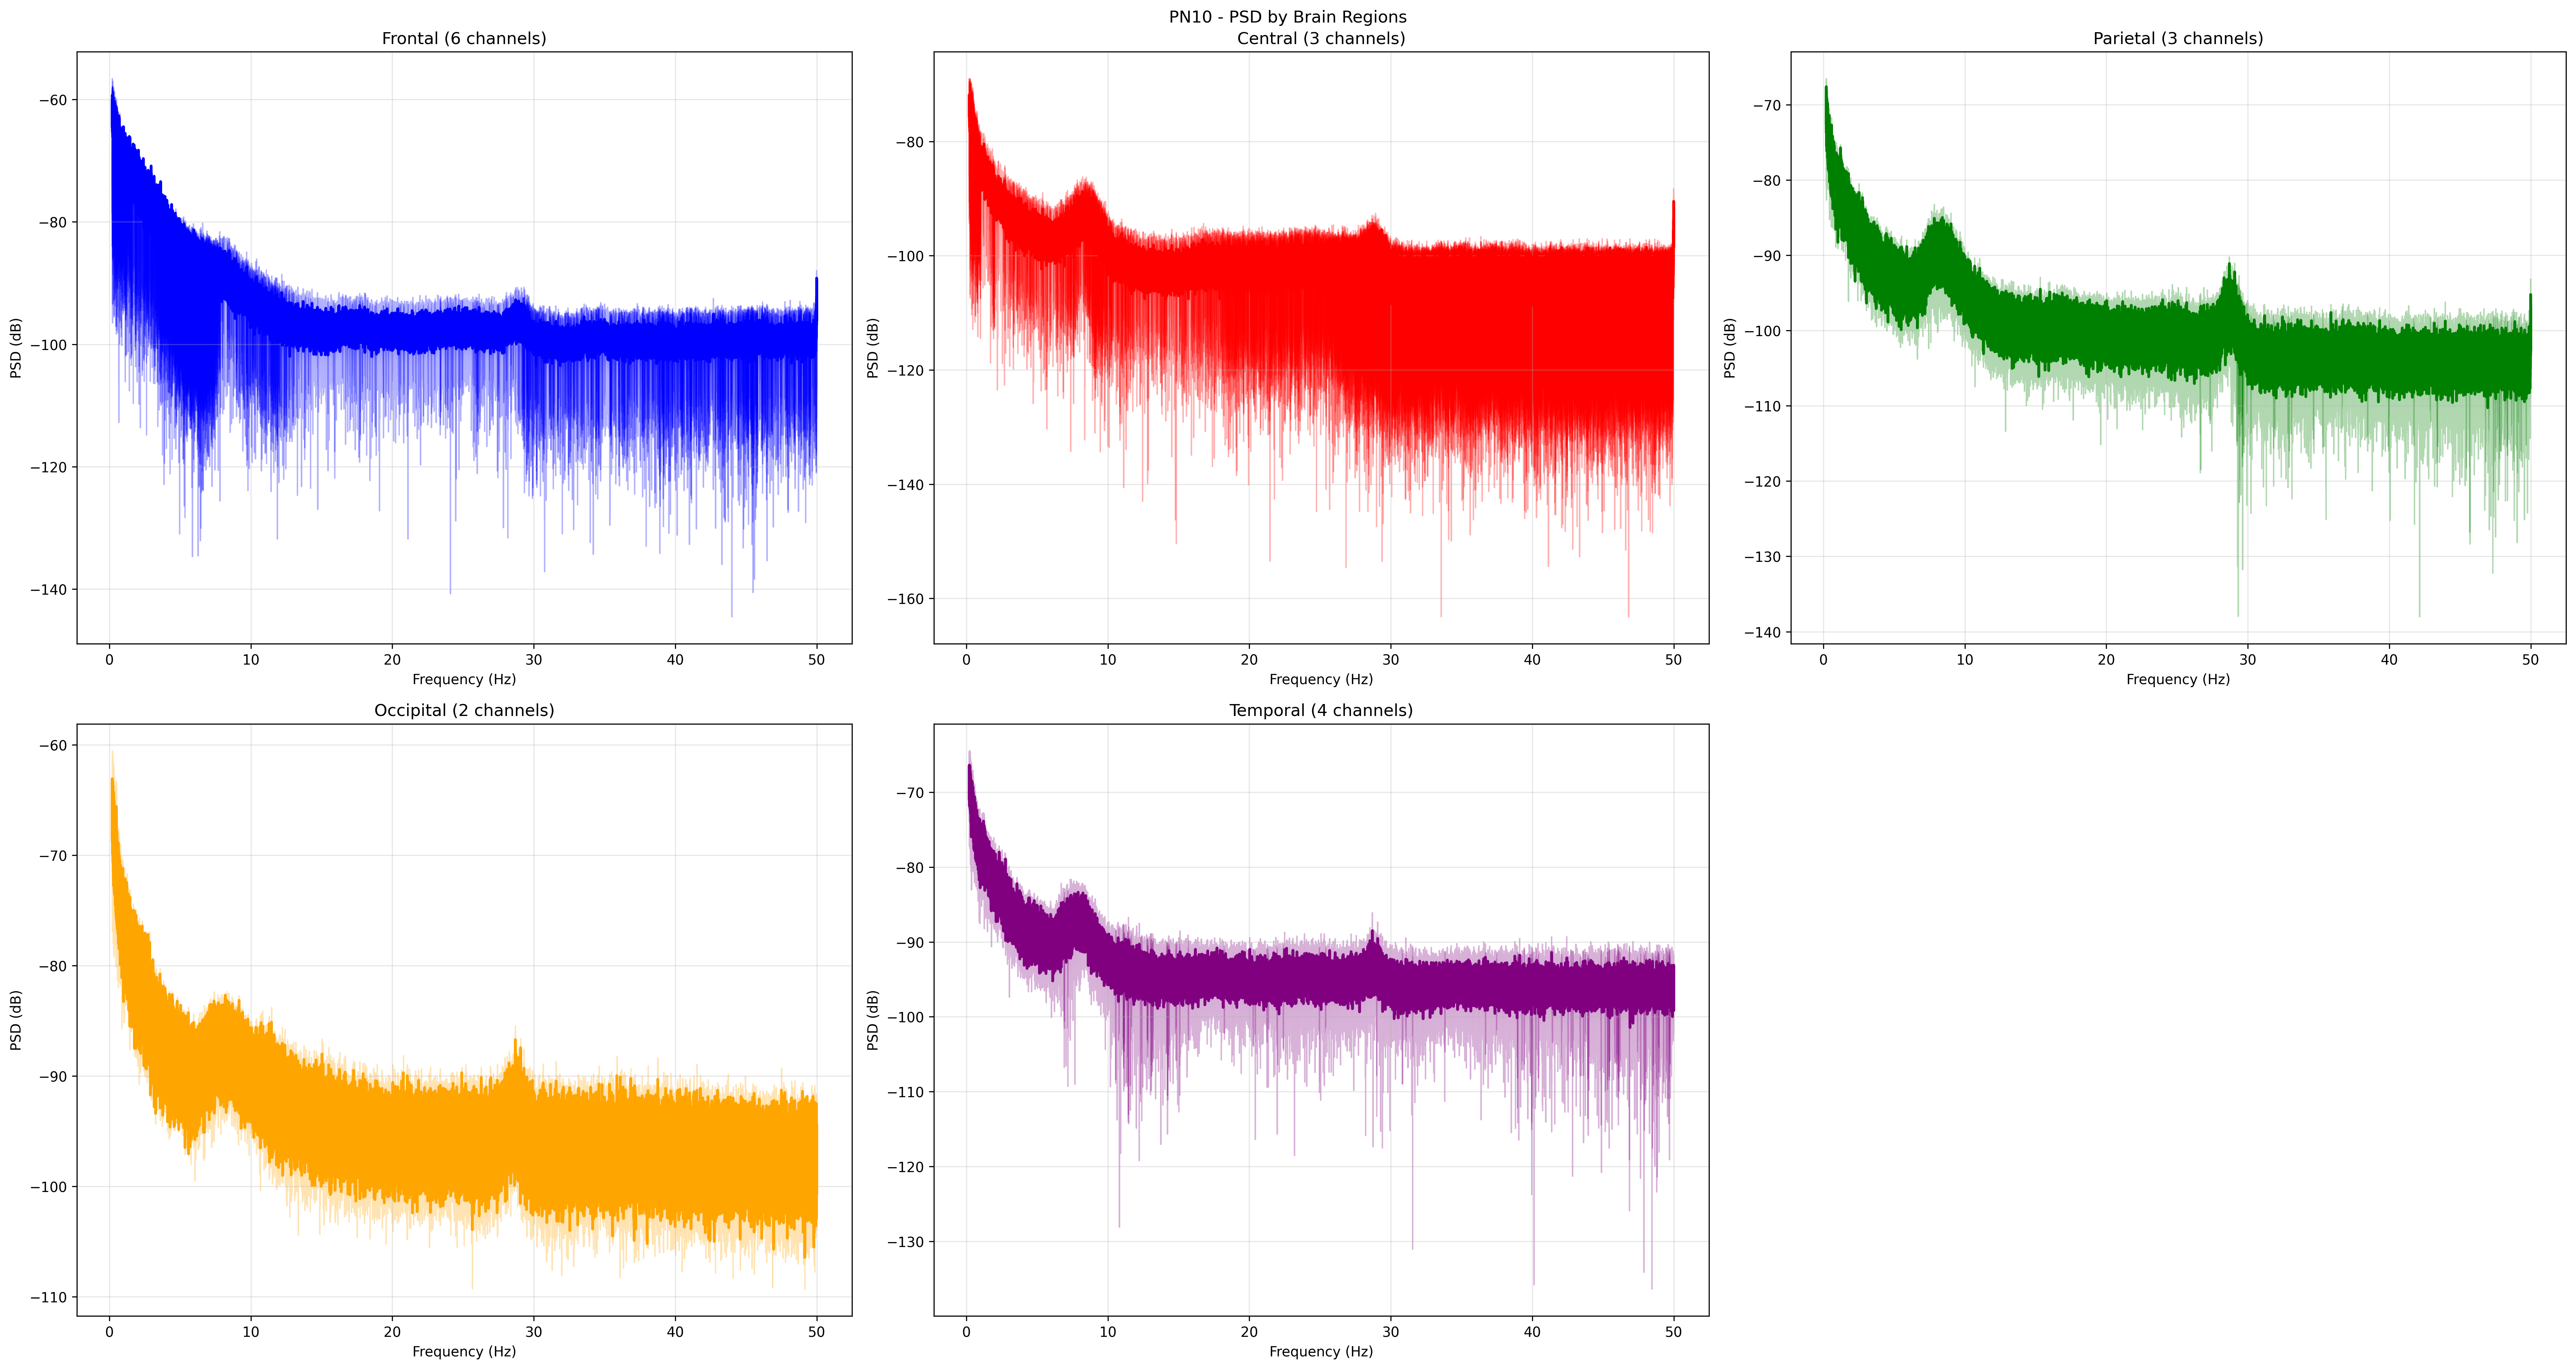 PN10 - PSD by Brain Regions
Frontal (6 channels)
Central (3 channels)
Parietal (3 channels)
PSD (dB)
−60
−80
−100
−120
−140
0 10 20 30 40 50
Frequency (Hz)
PSD (dB)
−80
−100
−120
−140
−160
0 10 20 30 40 50
Frequency (Hz)
PSD (dB)
−70
−80
−90
−100
−110
−120
−130
−140
0 10 20 30 40 50
Frequency (Hz)
Occipital (2 channels)
Temporal (4 channels)
PSD (dB)
−60
−70
−80
−90
−100
−110
0 10 20 30 40 50
Frequency (Hz)
PSD (dB)
−70
−80
−90
−100
−110
−120
−130
0 10 20 30 40 50
Frequency (Hz)